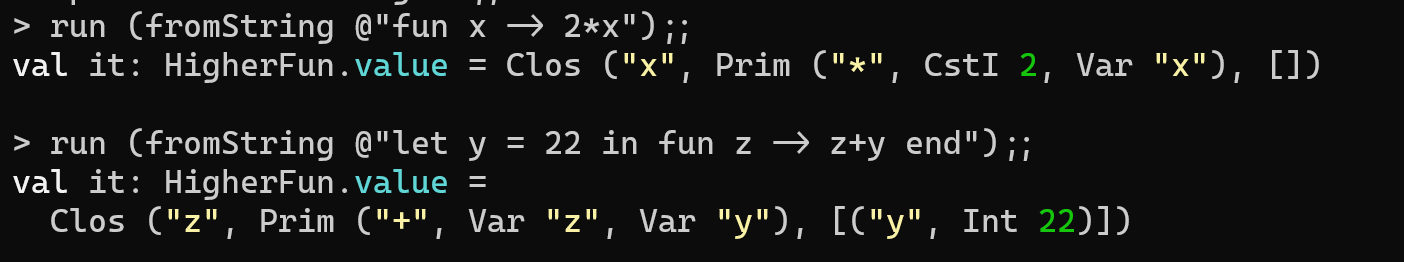 > run (fromString @"fun x -> 2*x");;
val it: HigherFun.value = Clos ("x", Prim ("*", CstI 2, Var "x"), [])
> run (fromString @"let y = 22 in fun z -> z+y end");;
val it: HigherFun.value =
  Clos ("z", Prim ("+", Var "z", Var "y"), [("y", Int 22)])